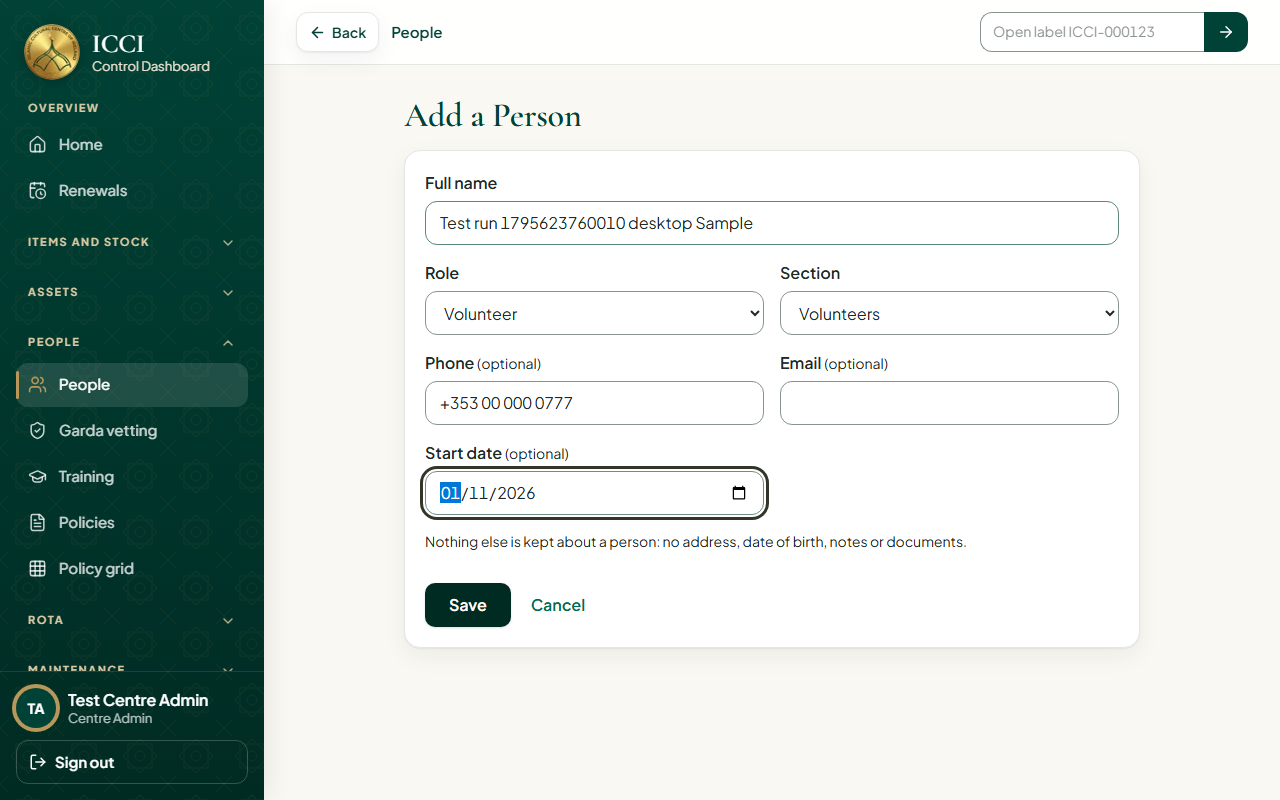 ICCI
Control Dashboard
OVERVIEW
Home
Renewals
ITEMS AND STOCK
ASSETS
PEOPLE
People
Garda vetting
Training
Policies
Policy grid
ROTA
MAINTENANCE
TA
Test Centre Admin
Centre Admin
Sign out
Back
People
Open label ICCI-000123
Add a Person
Full name
Test run 1795623760010 desktop Sample
Role
Section
Volunteer
Volunteers
Phone (optional)
Email (optional)
+353 00 000 0777
Start date (optional)
01/11/2026
Nothing else is kept about a person: no address, date of birth, notes or documents.
Save
Cancel